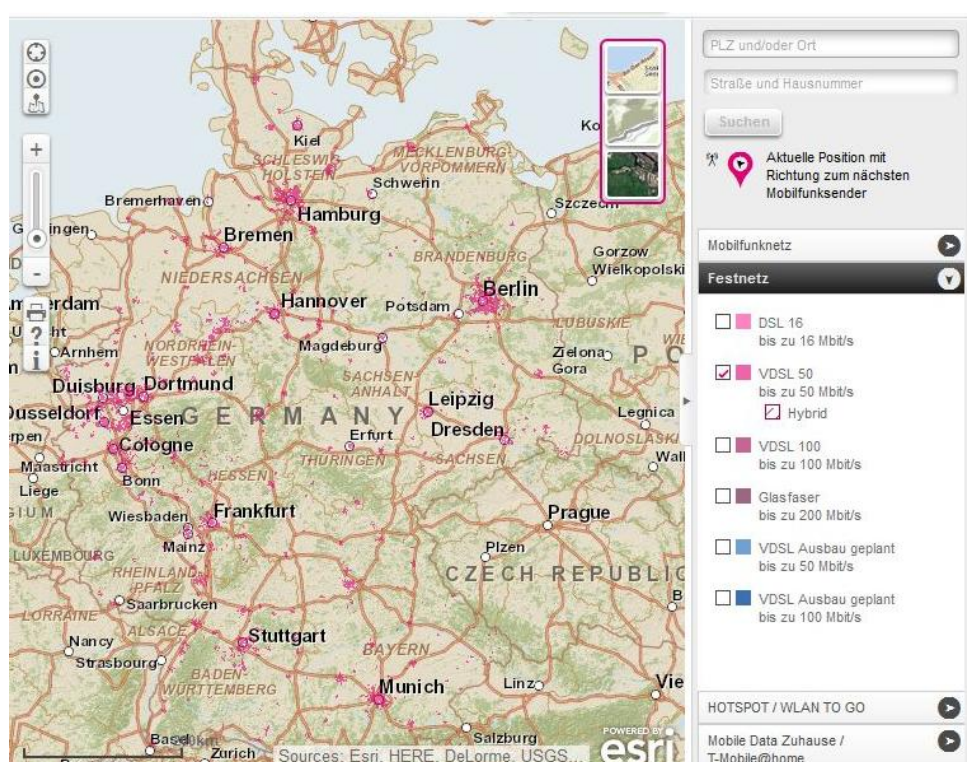 Kiel
SCHLESWIG-
HOLSTEIN
MECKLENBURG-
VORPOMMERN
Schwerin
Bremerhaven
Hamburg
Szczecin
Bremen
BRANDENBURG
Gorzow
Wielkopolski
NIEDERSACHSEN
Berlin
Hannover
Potsdam
LUBUSKIE
Magdeburg
Arnhem
NORDRHEIN-
WESTFALEN
Zielona
Gora
SACHSEN-
ANHALT
Duisburg
Dortmund
Leipzig
Essen
GERMANY
Dresden
Legnica
Cologne
Erfurt
DOLNOSLASKI
Maastricht
THÜRINGEN
SACHSEN
Liege
Bonn
HESSEN
Wiesbaden
Frankfurt
Prague
Mainz
LUXEMBOURG
Plzen
CZECH REPUBLIC
RHEINLAND-
PFALZ
Saarbrucken
LORRAINE
Nancy
ALSACE
Stuttgart
BAYERN
Strasbourg
BADEN-
WÜRTTEMBERG
Munich
Linz
Salzburg
Basel
Zurich
Sources: Esri, HERE, DeLorme, USGS...
POWERED BY
esri
PLZ und/oder Ort
Straße und Hausnummer
Suchen
Aktuelle Position mit
Richtung zum nächsten
Mobilfunksender
Mobilfunknetz
Festnetz
DSL 16
bis zu 16 Mbit/s
VDSL 50
bis zu 50 Mbit/s
Hybrid
VDSL 100
bis zu 100 Mbit/s
Glasfaser
bis zu 200 Mbit/s
VDSL Ausbau geplant
bis zu 50 Mbit/s
VDSL Ausbau geplant
bis zu 100 Mbit/s
HOTSPOT / WLAN TO GO
Mobile Data Zuhause /
T-Mobile@home